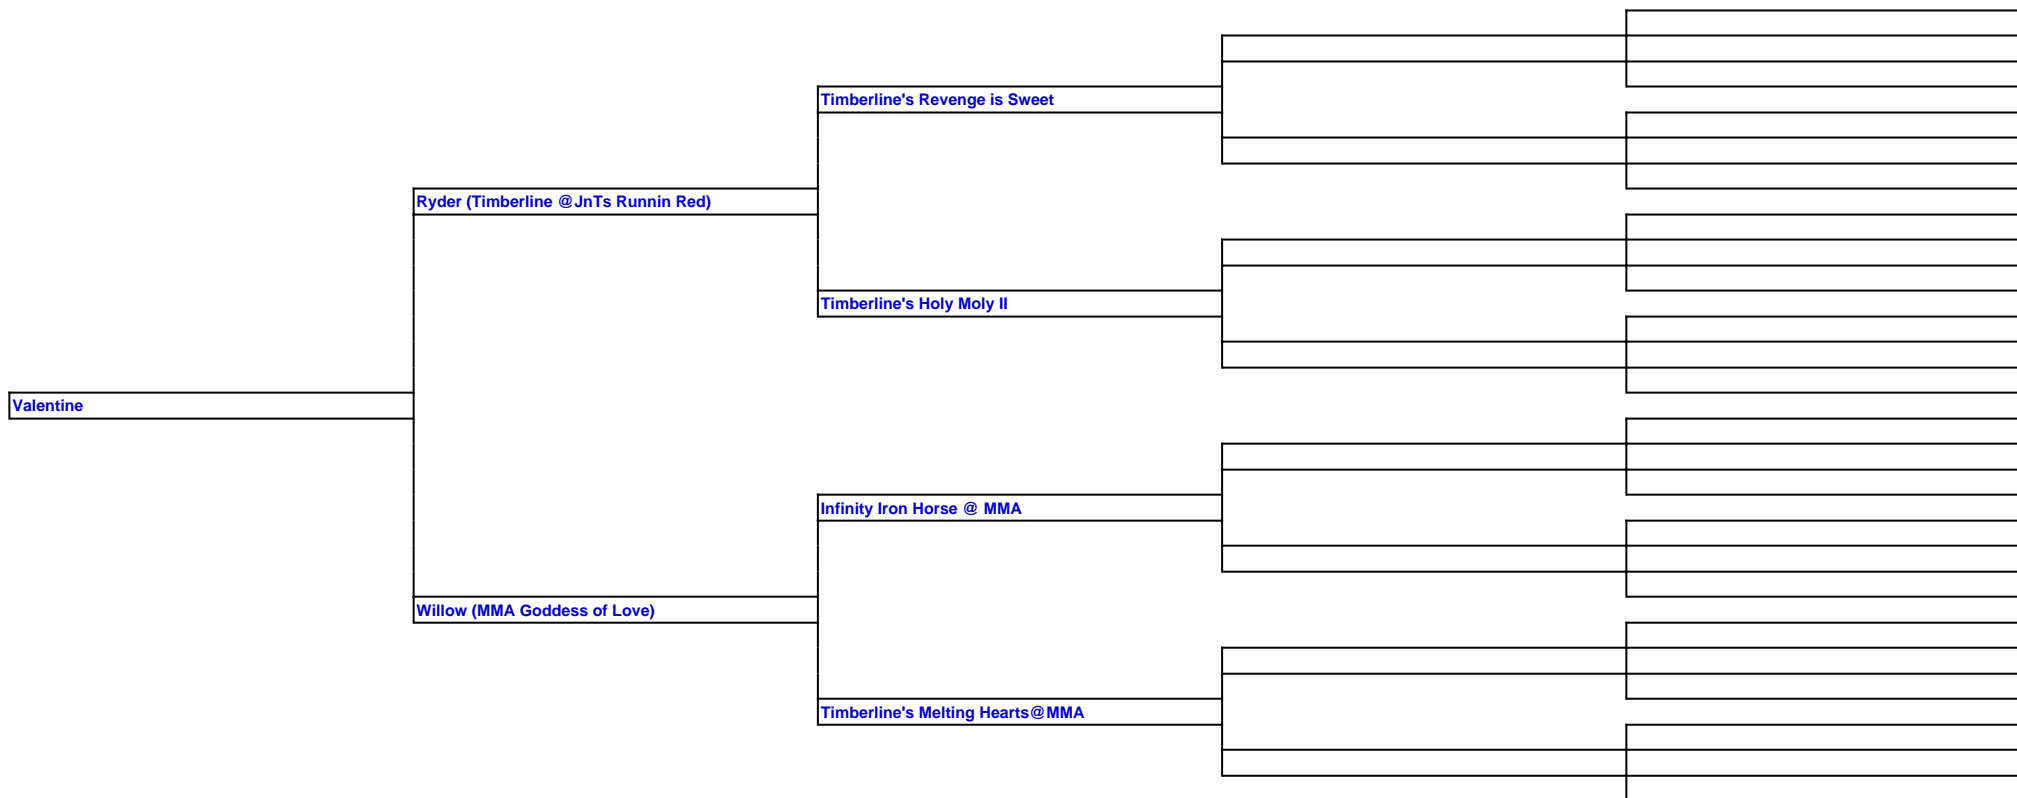 Timberline's Revenge is Sweet
Ryder (Timberline @JnTs Runnin Red)
Timberline's Holy Moly II
Valentine
Infinity Iron Horse @ MMA
Willow (MMA Goddess of Love)
Timberline's Melting Hearts@MMA